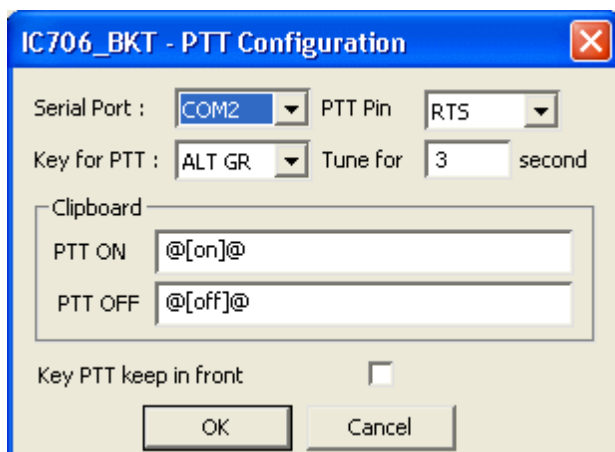 IC706_BKT - PTT Configuration
Serial Port : COM2 PTT Pin RTS
Key for PTT : ALT GR Tune for 3 second
Clipboard
PTT ON @[on]@
PTT OFF @[off]@
Key PTT keep in front
OK Cancel